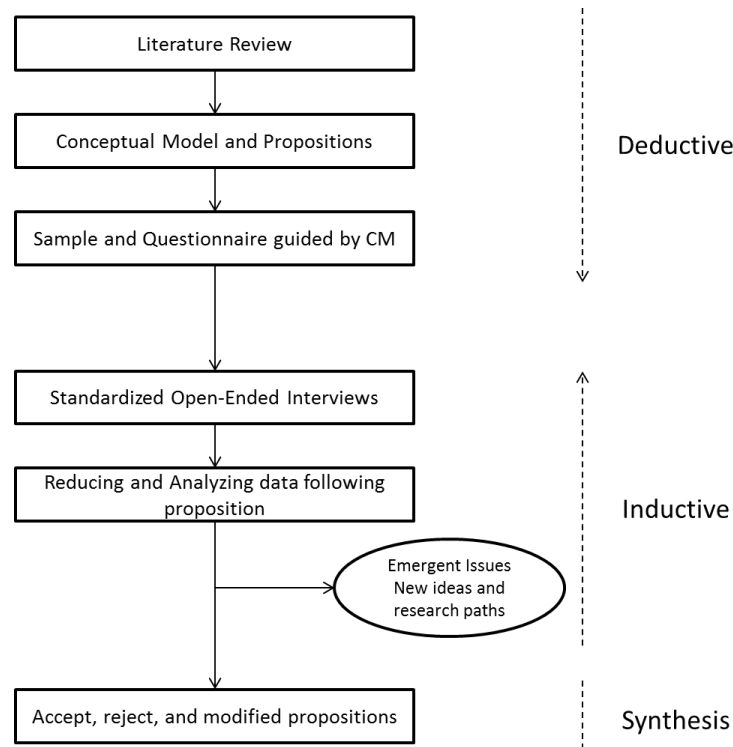 Literature Review
Conceptual Model and Propositions
Deductive
Sample and Questionnaire guided by CM
Standardized Open-Ended Interviews
Reducing and Analyzing data following
proposition
Inductive
Emergent Issues
New ideas and
research paths
Accept, reject, and modified propositions
Synthesis